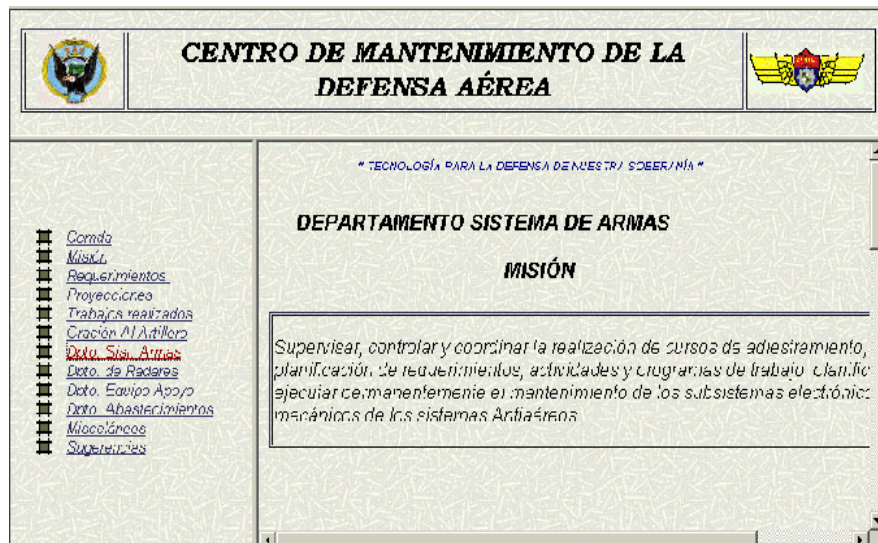 CENTRO DE MANTENIMIENTO DE LA
DEFENSA AÉREA
" TECNOLOGÍA PARA LA DEFENSA DE NUESTRA SOBERANÍA "
DEPARTAMENTO SISTEMA DE ARMAS
MISIÓN
Comida
Misión
Requerimientos
Proyecciones
Trabajos realizados
Oración Al Artillero
Dpto. Sist. Armas
Dpto. de Radares
Dpto. Equipo Apoyo
Dpto. Abastecimientos
Misceláneos
Sugerencias
Supervisar, controlar y coordinar la realización de cursos de adiestramiento,
planificación de requerimientos, actividades y programas de trabajo, planific
ejecutar permanentemente el mantenimiento de los subsistemas electrónic
mecánicos de los sistemas Antiaéreos